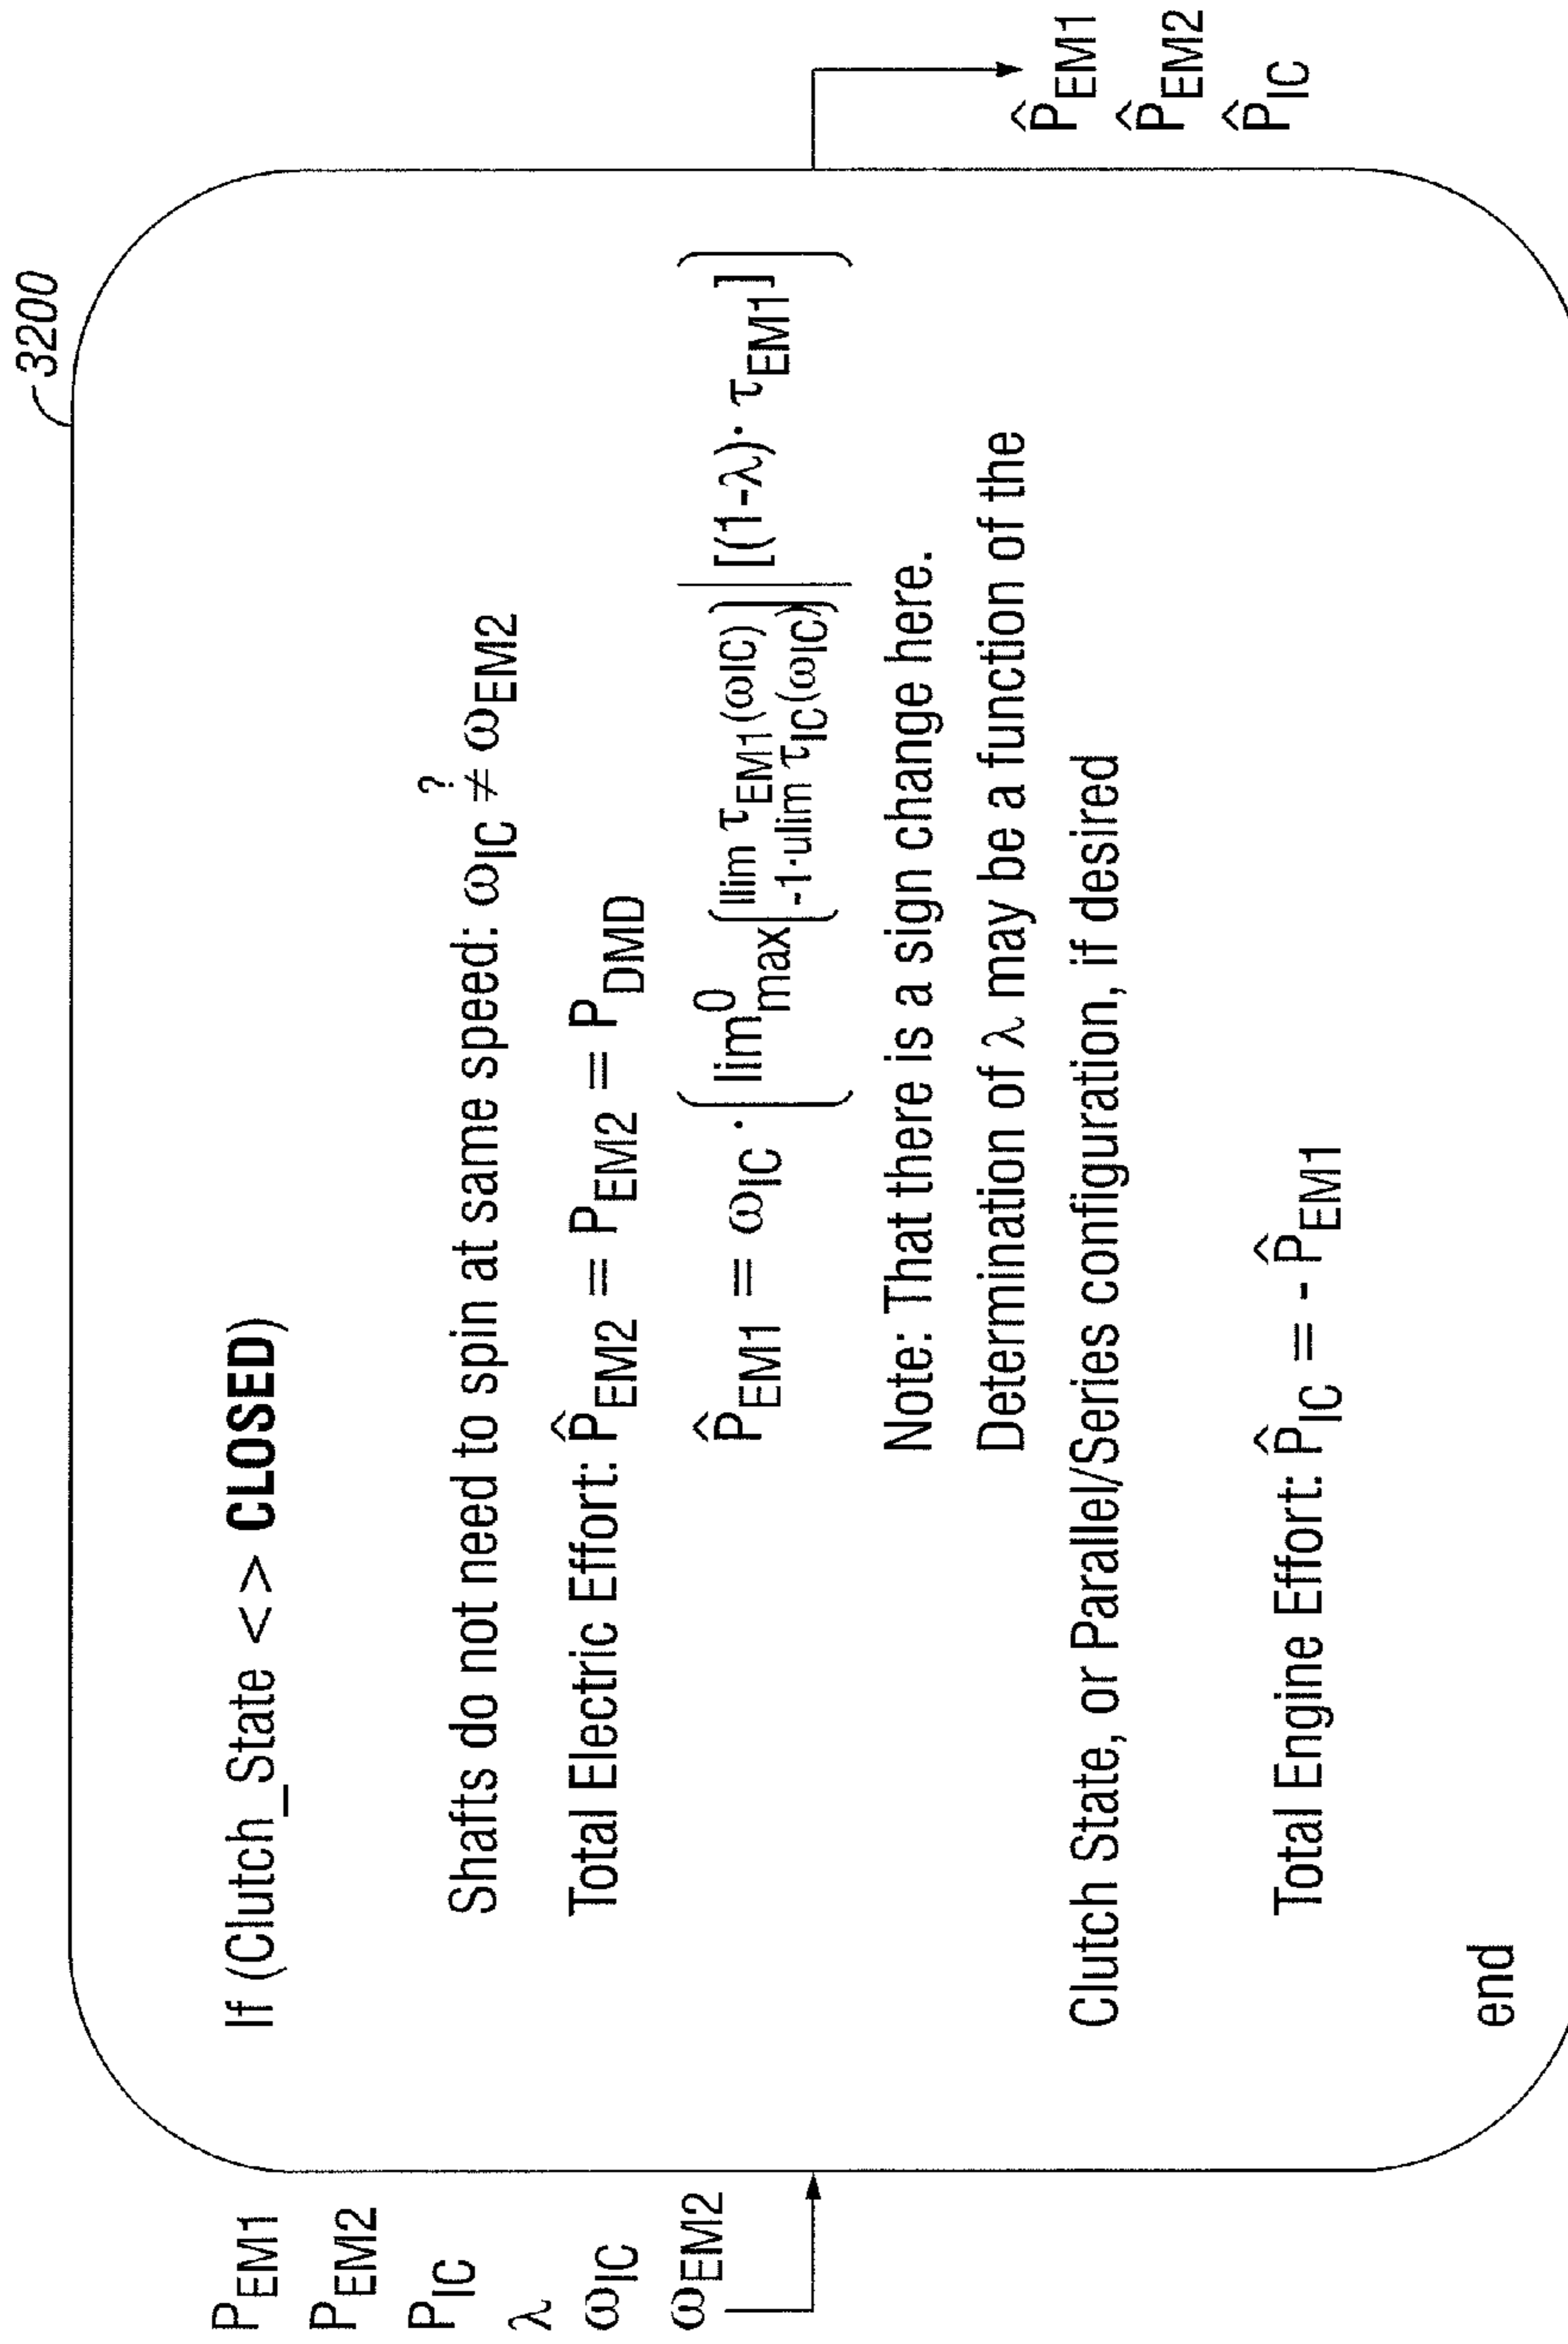 3200
P_EM1
P_EM2
P_IC
λ
ω_IC
ω_EM2
If (Clutch_State < > CLOSED)
Shafts do not need to spin at same speed: ω_IC ≠? ω_EM2
Total Electric Effort: P̂_EM2 = P_EM2 = P_DMD
P̂_EM1 = ω_IC · ( lim^0_max( llim τ_EM1(ω_IC) -1·ulim τ_IC(ω_IC) ) | [(1-λ)· τ_EM1] )
Note: That there is a sign change here.
Determination of λ may be a function of the
Clutch State, or Parallel/Series configuration, if desired
Total Engine Effort: P̂_IC = - P̂_EM1
end
P̂_EM1
P̂_EM2
P̂_IC